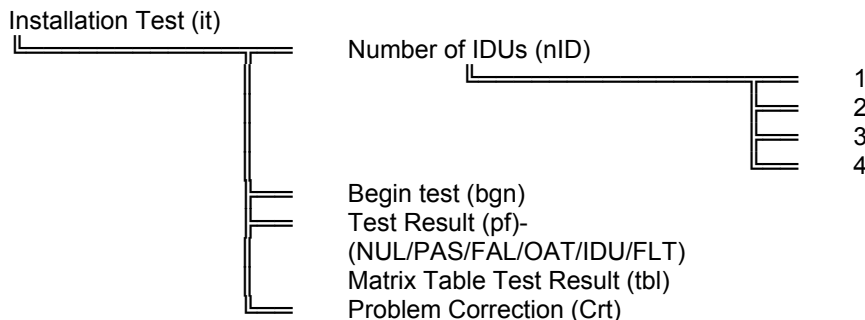 Installation Test (it)
Number of IDUs (nID)
1
2
3
4
Begin test (bgn)
Test Result (pf)-
(NUL/PAS/FAL/OAT/IDU/FLT)
Matrix Table Test Result (tbl)
Problem Correction (Crt)